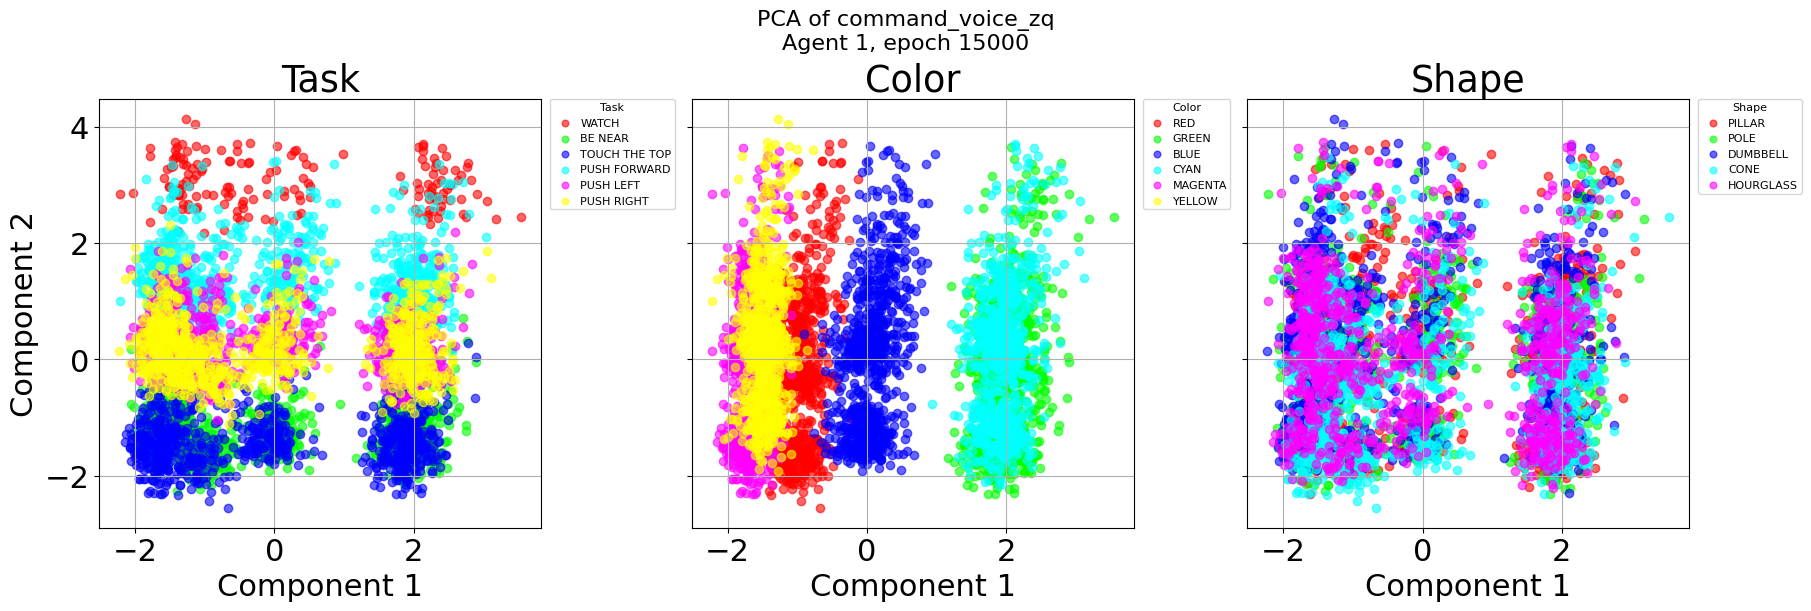 PCA of command_voice_zq
Agent 1, epoch 15000
Task
Color
Shape
Task
WATCH
BE NEAR
TOUCH THE TOP
PUSH FORWARD
PUSH LEFT
PUSH RIGHT
Color
RED
GREEN
BLUE
CYAN
MAGENTA
YELLOW
Shape
PILLAR
POLE
DUMBBELL
CONE
HOURGLASS
Component 2
4
2
0
−2
−2 0 2
−2 0 2
−2 0 2
Component 1
Component 1
Component 1